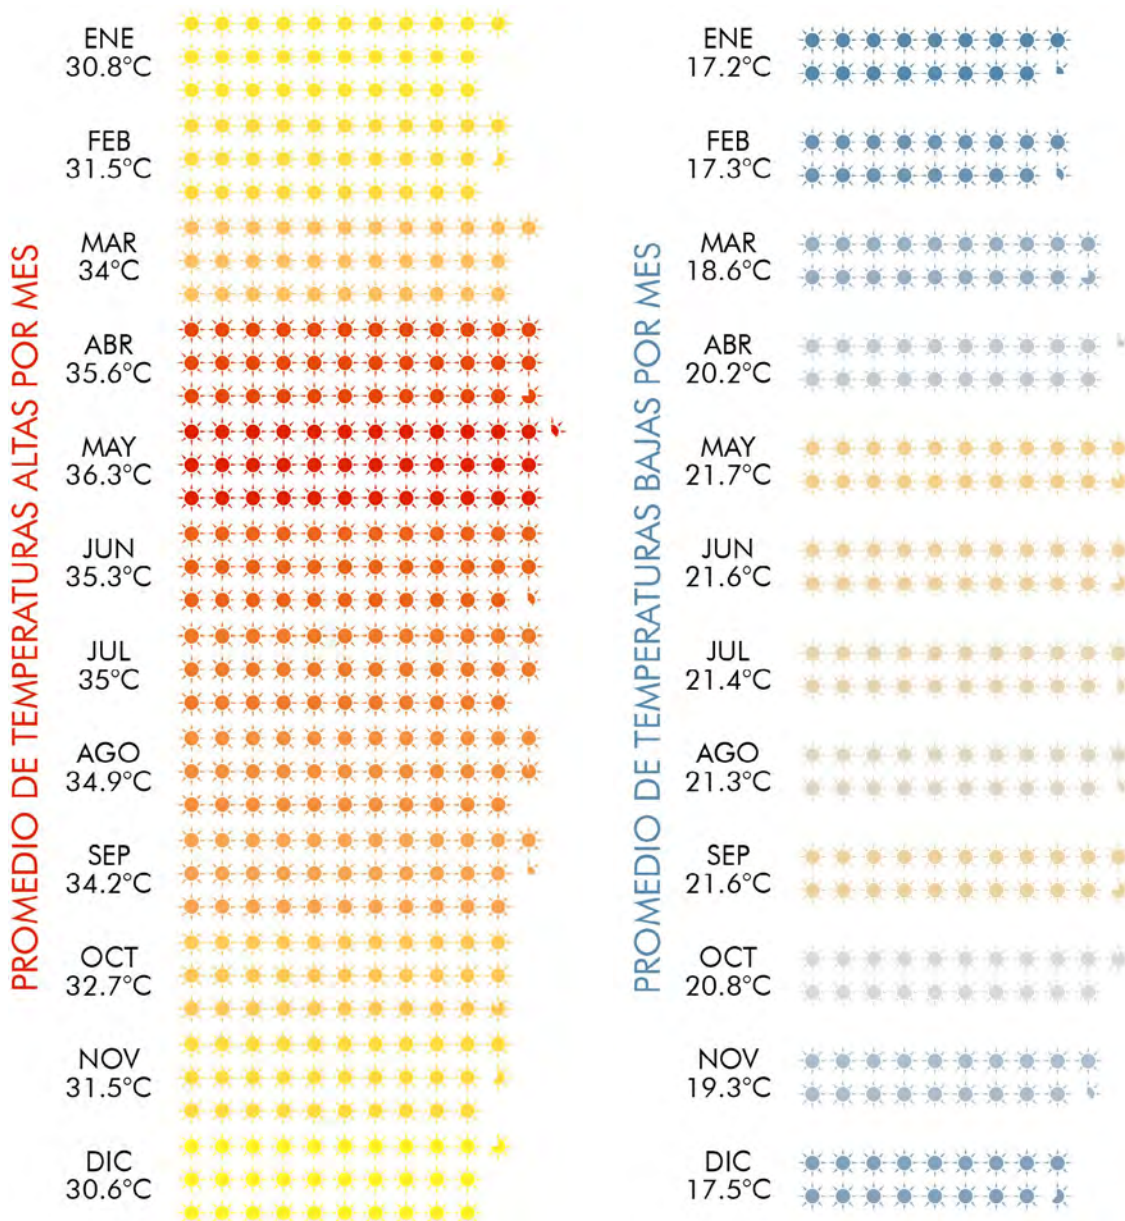 PROMEDIO DE TEMPERATURAS ALTAS POR MES
ENE
30.8°C
FEB
31.5°C
MAR
34°C
ABR
35.6°C
MAY
36.3°C
JUN
35.3°C
JUL
35°C
AGO
34.9°C
SEP
34.2°C
OCT
32.7°C
NOV
31.5°C
DIC
30.6°C
PROMEDIO DE TEMPERATURAS BAJAS POR MES
ENE
17.2°C
FEB
17.3°C
MAR
18.6°C
ABR
20.2°C
MAY
21.7°C
JUN
21.6°C
JUL
21.4°C
AGO
21.3°C
SEP
21.6°C
OCT
20.8°C
NOV
19.3°C
DIC
17.5°C